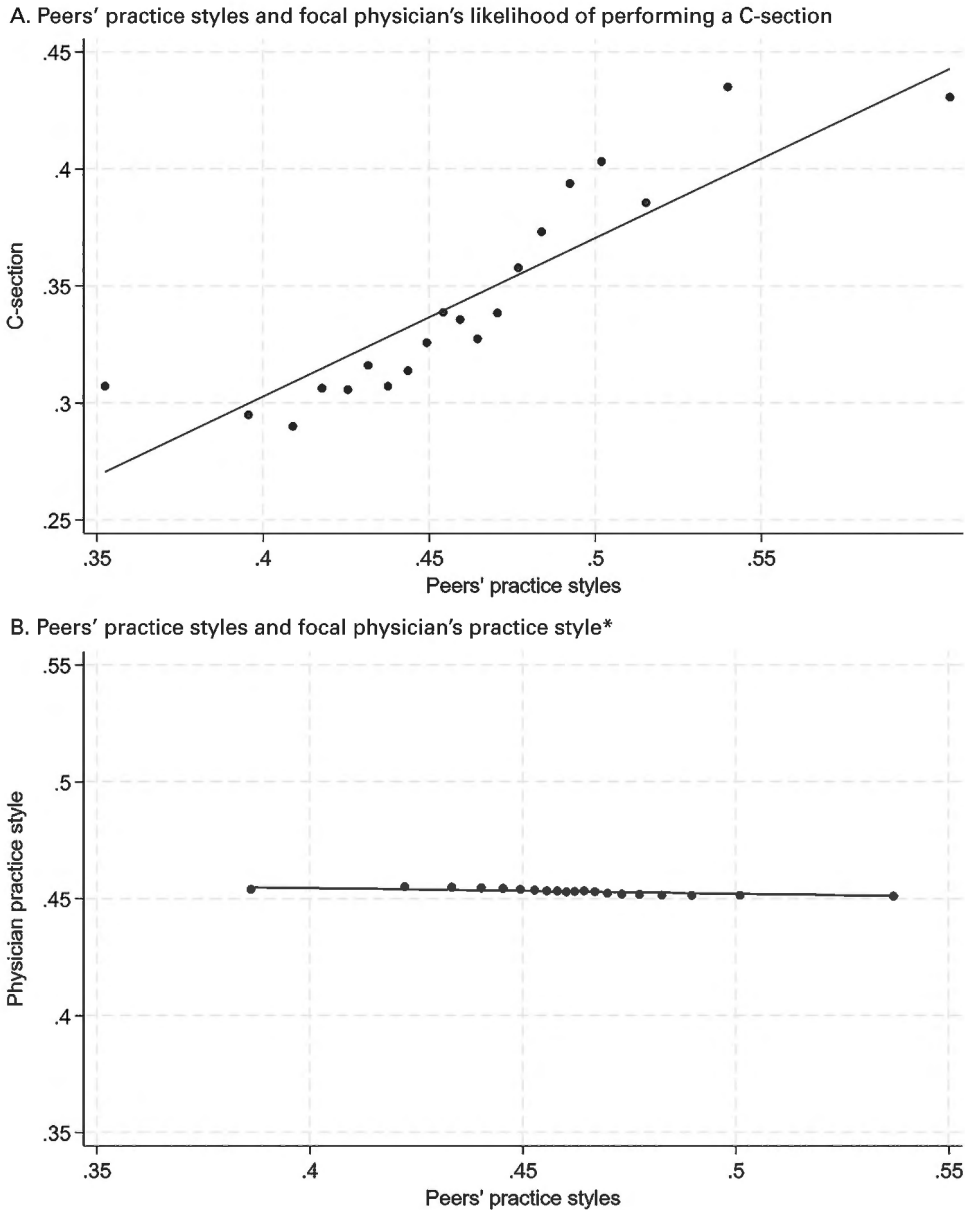 A. Peers’ practice styles and focal physician’s likelihood of performing a C-section
.45
.4
.35
.3
.25
C-section
.35 .4 .45 .5 .55
Peers' practice styles
B. Peers’ practice styles and focal physician’s practice style*
.55
.5
.45
.4
.35
Physician practice style
.35 .4 .45 .5 .55
Peers' practice styles